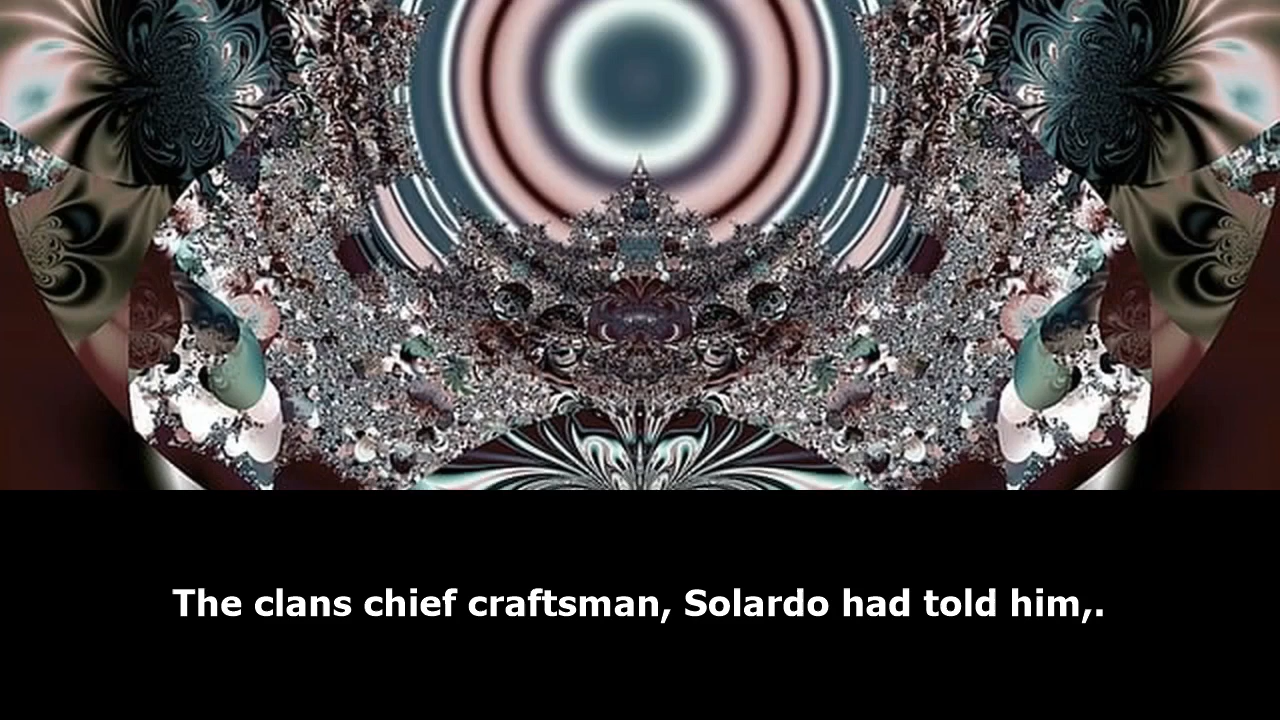 The clans chief craftsman, Solardo had told him,.